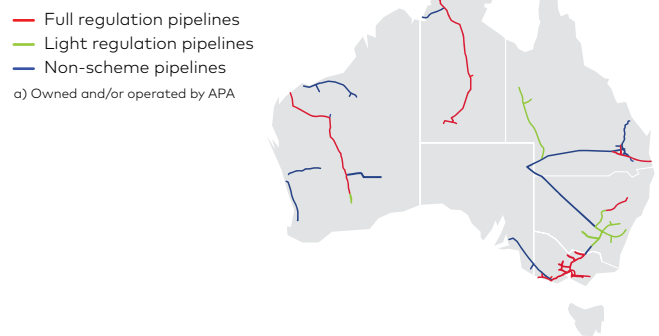 Full regulation pipelines
Light regulation pipelines
Non-scheme pipelines
a) Owned and/or operated by APA